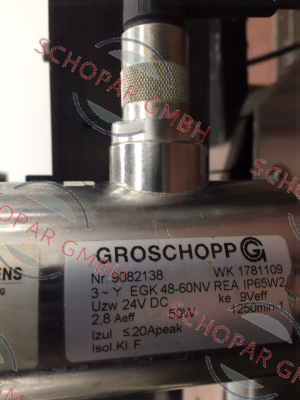 SCHOPAR GMBH
SCHOPAR GMBH
SCHOPAR GMBH
GROSCHOPP G
Nr. 9082138 WK 1781109
3~ Y EGK 48-60NV REA IP65W2
Uzw 24V DC ke 9Veff
2,8 Aeff 50W 1250min-1
Izul ≤20Apeak
Isol.Kl. F
ENS